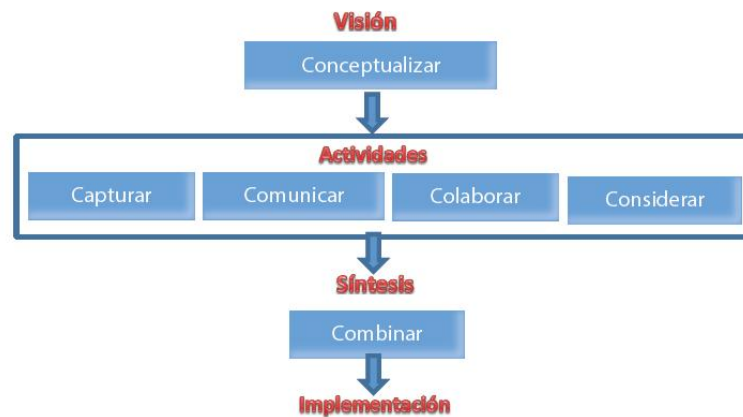 Visión
Conceptualizar
Actividades
Capturar
Comunicar
Colaborar
Considerar
Síntesis
Combinar
Implementación